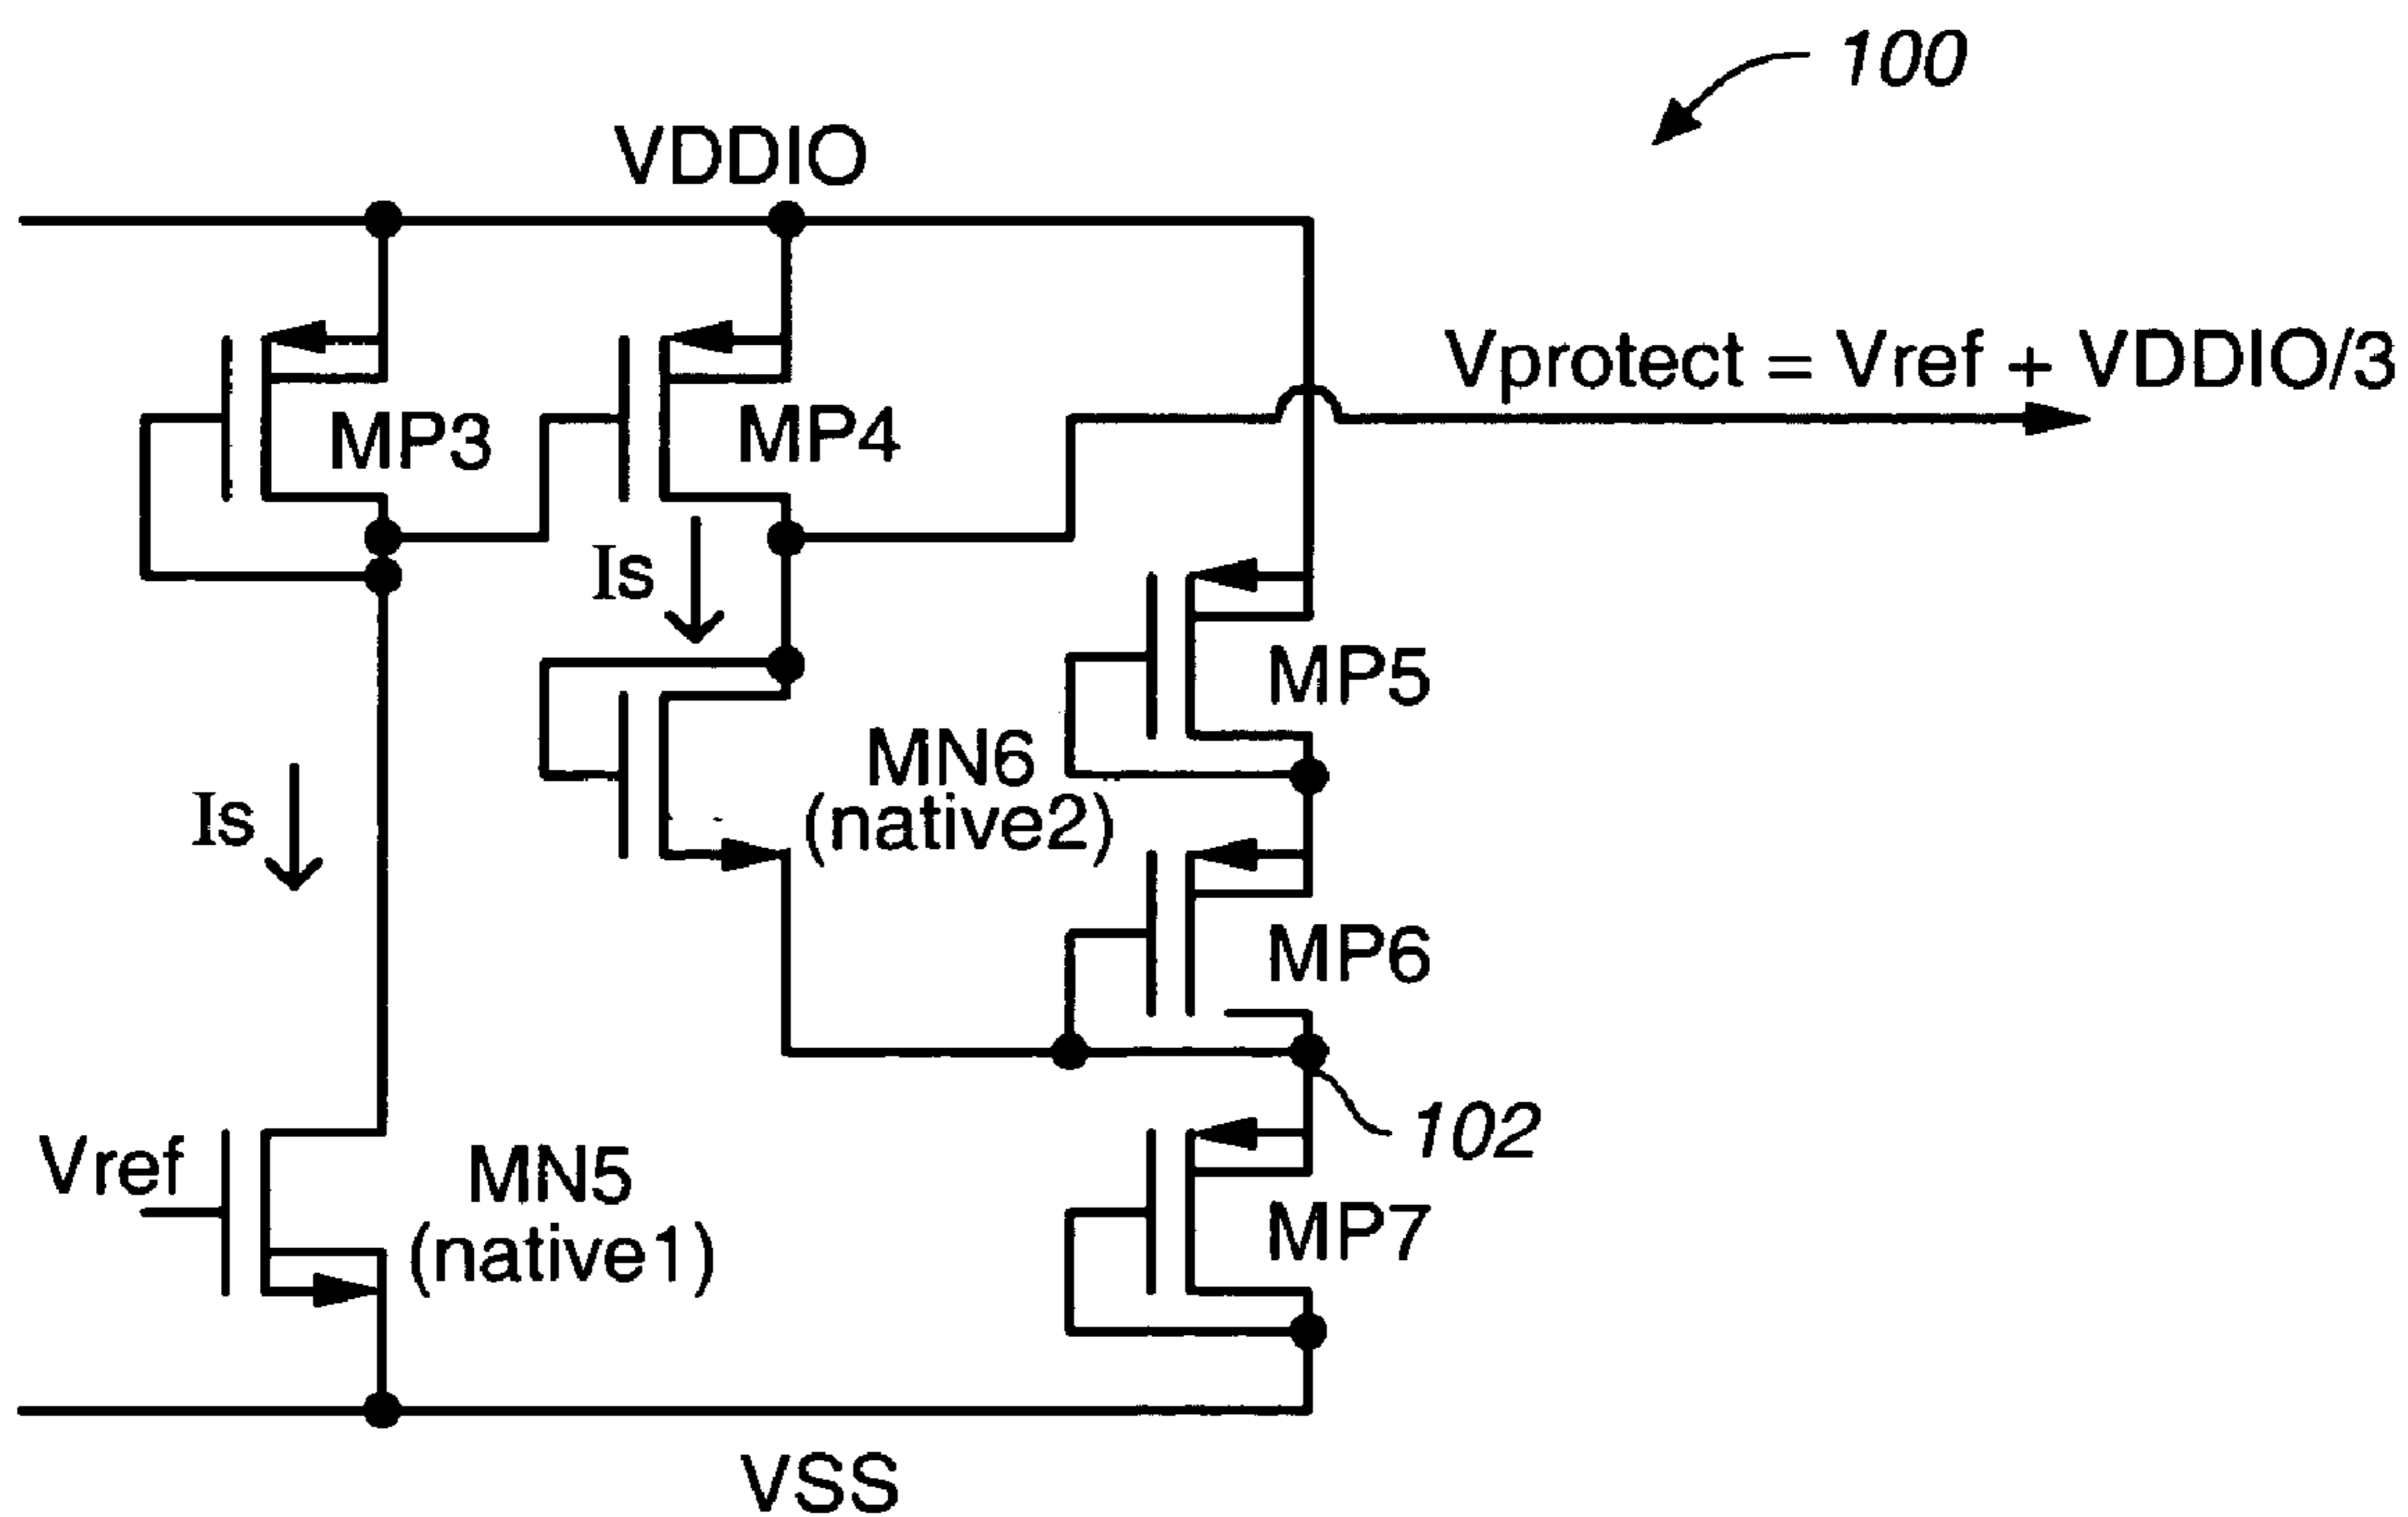 100
VDDIO
Vprotect = Vref + VDDIO/3
MP3
MP4
Is
MP5
MN6
(native2)
Is
MP6
102
Vref
MN5
(native1)
MP7
VSS